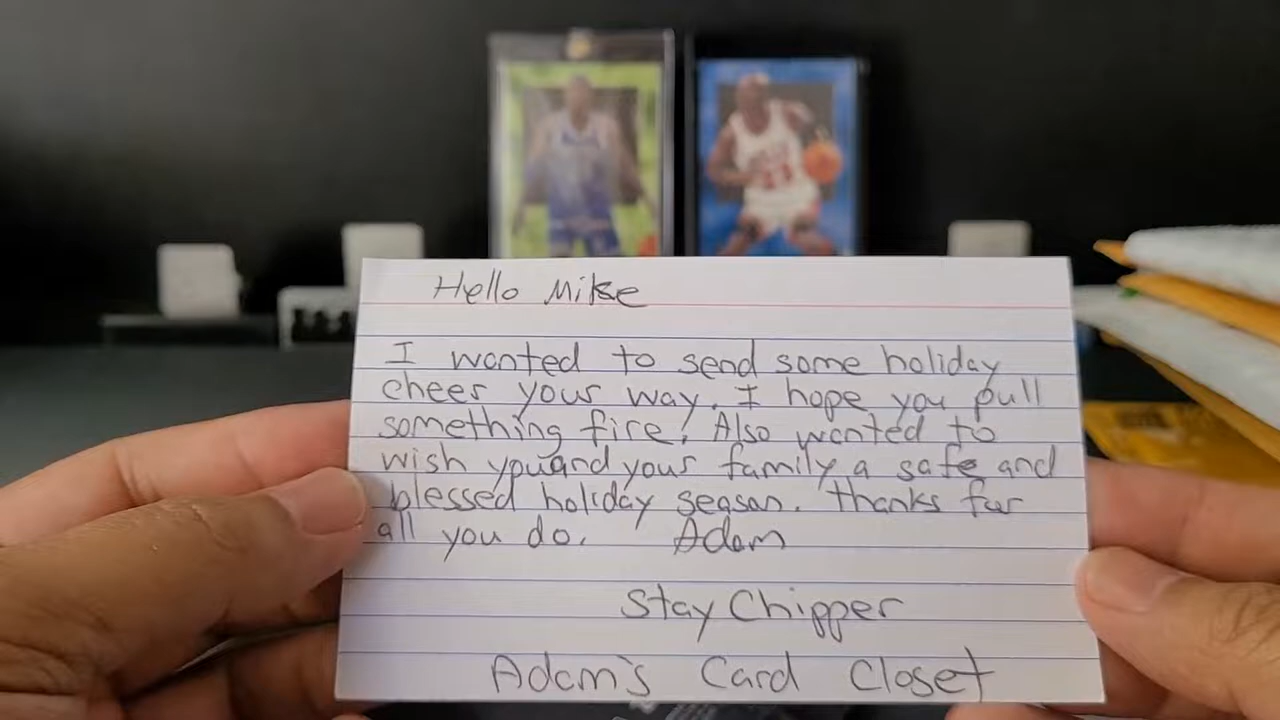 Hello Mike
I wanted to send some holiday
cheer your way. I hope you pull
something fire! Also wanted to
wish you and your family a safe and
blessed holiday season. Thanks for
all you do. Adam
Stay Chipper
Adam's Card Closet